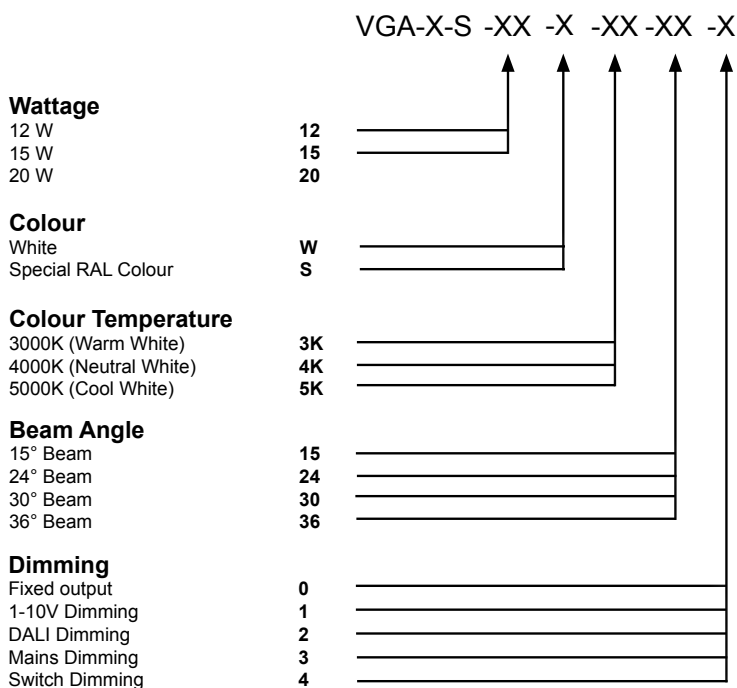 VGA-X-S -XX -X -XX -XX -X
Wattage
12 W 12
15 W 15
20 W 20
Colour
White W
Special RAL Colour S
Colour Temperature
3000K (Warm White) 3K
4000K (Neutral White) 4K
5000K (Cool White) 5K
Beam Angle
15° Beam 15
24° Beam 24
30° Beam 30
36° Beam 36
Dimming
Fixed output 0
1-10V Dimming 1
DALI Dimming 2
Mains Dimming 3
Switch Dimming 4